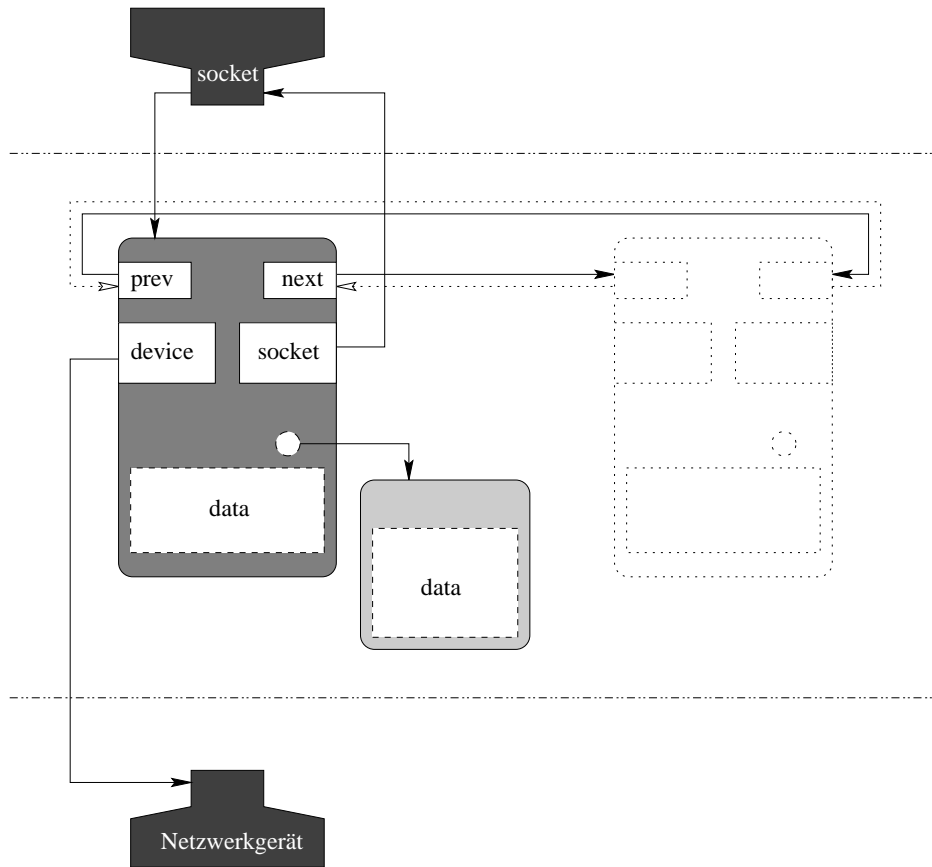 socket
prev
next
device
socket
data
data
Netzwerkgerät